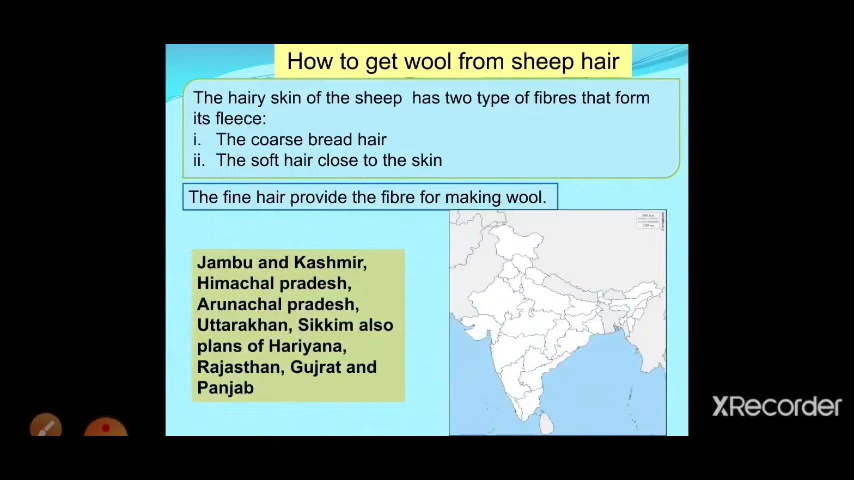 How to get wool from sheep hair
The hairy skin of the sheep has two type of fibres that form
its fleece:
i. The coarse bread hair
ii. The soft hair close to the skin
The fine hair provide the fibre for making wool.
Jambu and Kashmir,
Himachal pradesh,
Arunachal pradesh,
Uttarakhan, Sikkim also
plans of Hariyana,
Rajasthan, Gujrat and
Panjab
XRecorder